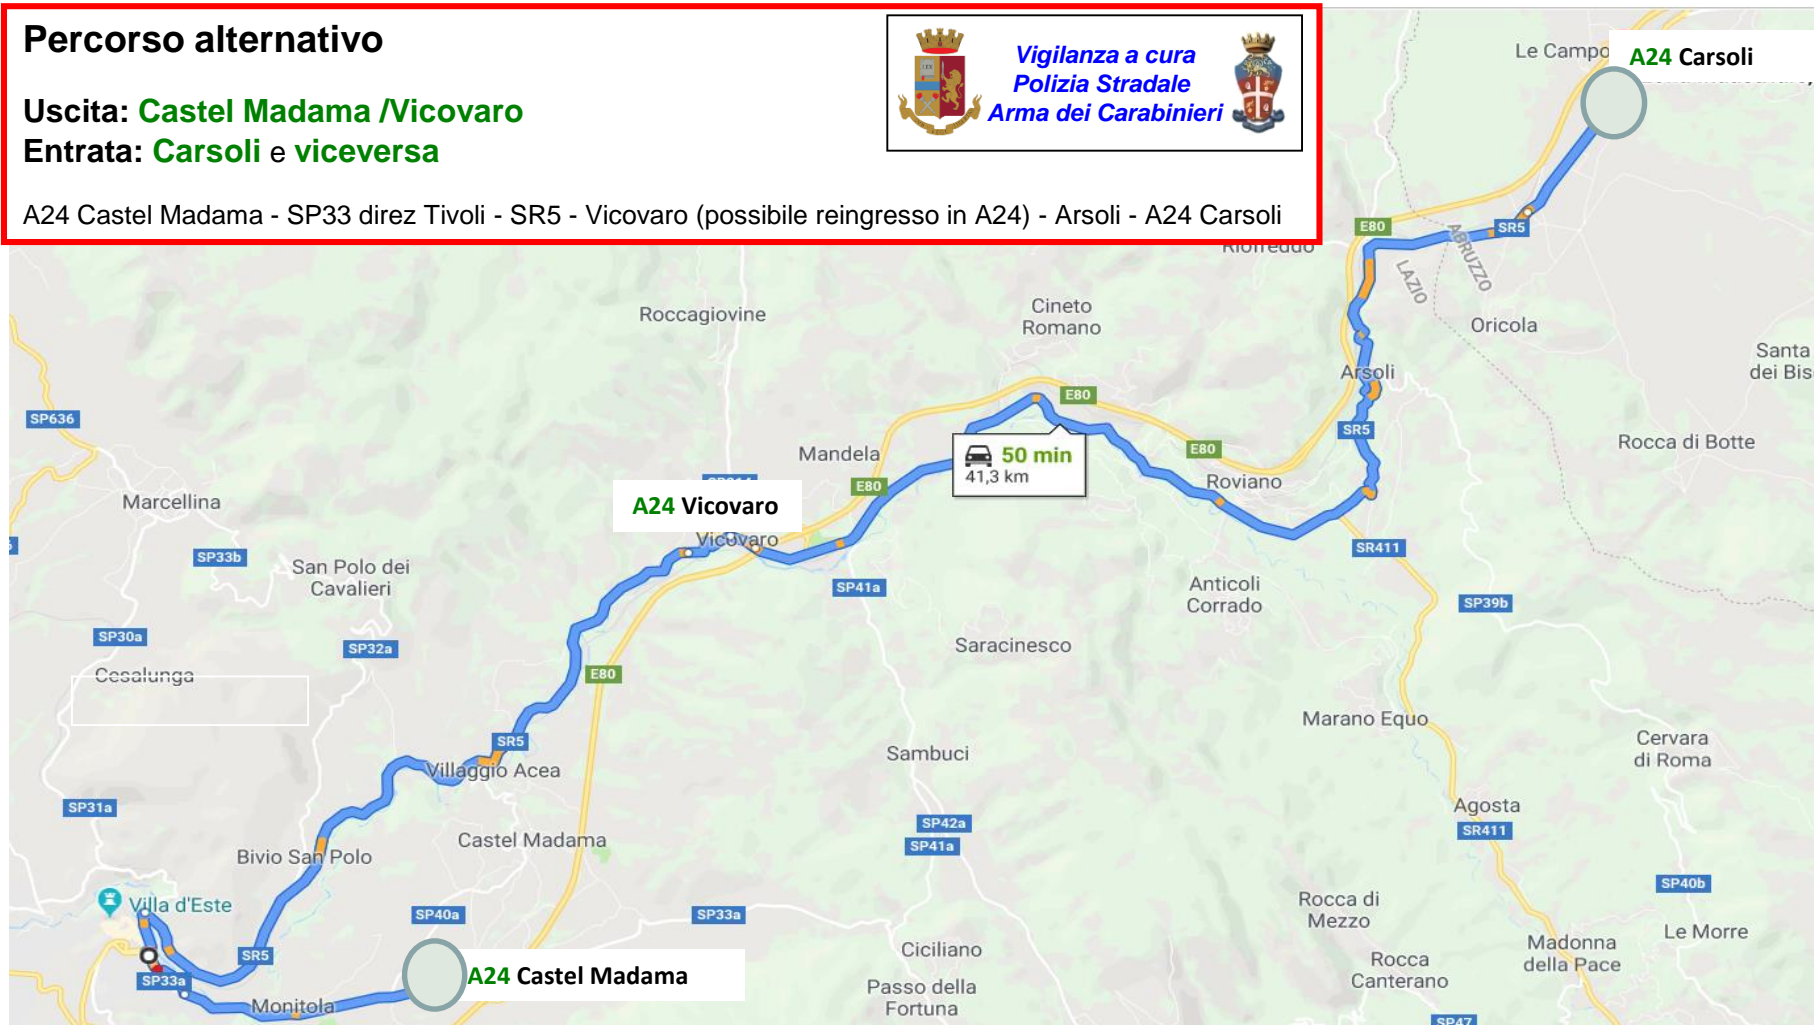 Percorso alternativo
Uscita: Castel Madama /Vicovaro
Entrata: Carsoli e viceversa
A24 Castel Madama - SP33 direz Tivoli - SR5 - Vicovaro (possibile reingresso in A24) - Arsoli - A24 Carsoli
Vigilanza a cura
Polizia Stradale
Arma dei Carabinieri
Le Campo
A24 Carsoli
E80
SR5
ABRUZZO
LAZIO
Riofreddo
Roccagiovine
Cineto
Romano
Oricola
Santa
dei Bis
Arsoli
E80
SP636
SR5
Rocca di Botte
Mandela
50 min
41,3 km
E80
Roviano
E80
Marcellina
A24 Vicovaro
Vicovaro
SR411
SP33b
San Polo dei
Cavalieri
SP41a
Anticoli
Corrado
SP39b
SP30a
SP32a
Saracinesco
Cesalunga
E80
Marano Equo
SR5
Sambuci
Cervara
di Roma
Villaggio Acea
SP31a
Agosta
SP42a
SR411
Castel Madama
SP41a
Bivio San Polo
SP40b
Villa d'Este
SP40a
SP33a
Rocca di
Mezzo
Le Morre
Ciciliano
Madonna
della Pace
SR5
A24 Castel Madama
Rocca
Canterano
SP33a
Passo della
Fortuna
Monitola
SP47